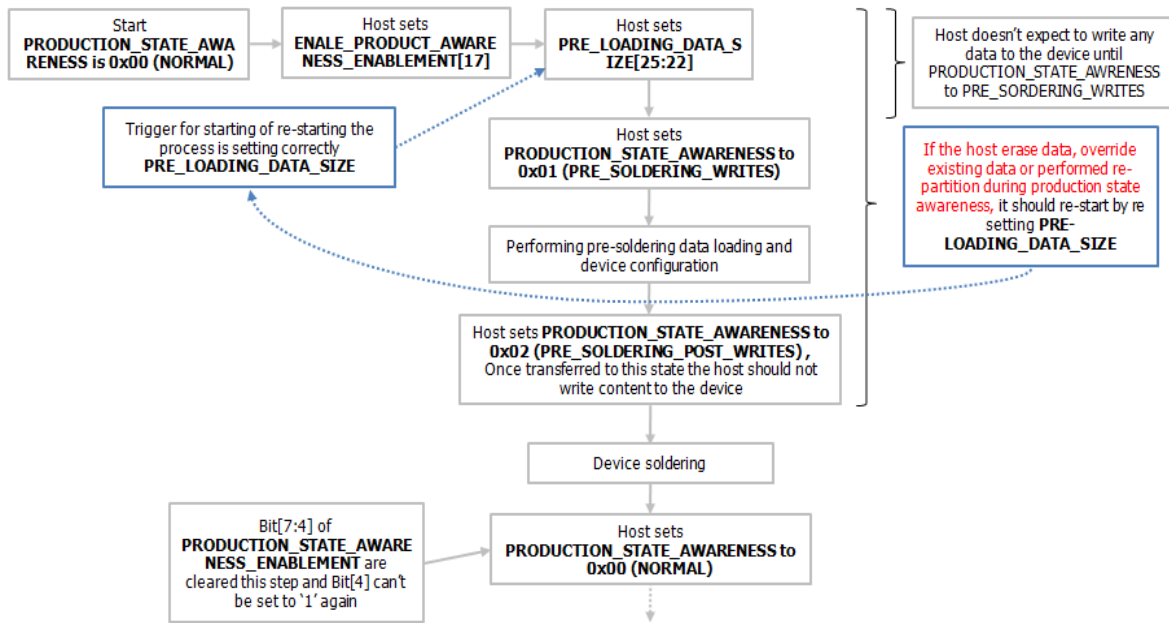 Start
PRODUCTION_STATE_AWA
RENESS is 0x00 (NORMAL)
Host sets
ENALE_PRODUCT_AWARE
NESS_ENABLEMENT[17]
Host sets
PRE_LOADING_DATA_S
IZE[25:22]
Host doesn't expect to write any
data to the device until
PRODUCTION_STATE_AWRENESS
to PRE_SORDERING_WRITES
Trigger for starting of re-starting the
process is setting correctly
PRE_LOADING_DATA_SIZE
Host sets
PRODUCTION_STATE_AWARENESS to
0x01 (PRE_SOLDERING_WRITES)
If the host erase data, override
existing data or performed re-
partition during production state
awareness, it should re-start by re
setting PRE-
LOADING_DATA_SIZE
Performing pre-soldering data loading and
device configuration
Host sets PRODUCTION_STATE_AWARENESS to
0x02 (PRE_SOLDERING_POST_WRITES) ,
Once transferred to this state the host should not
write content to the device
Device soldering
Bit[7:4] of
PRODUCTION_STATE_AWARE
NESS_ENABLEMENT are
cleared this step and Bit[4] can't
be set to '1' again
Host sets
PRODUCTION_STATE_AWARENESS to
0x00 (NORMAL)